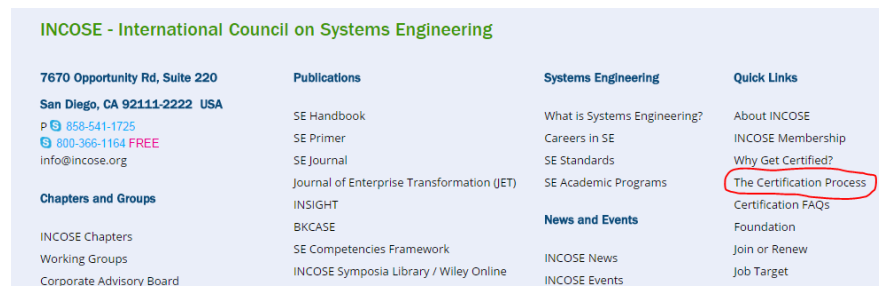 INCOSE - International Council on Systems Engineering
7670 Opportunity Rd, Suite 220
San Diego, CA 92111-2222 USA
P 858-541-1725
800-366-1164 FREE
info@incose.org
Chapters and Groups
INCOSE Chapters
Working Groups
Corporate Advisory Board
Publications
SE Handbook
SE Primer
SE Journal
Journal of Enterprise Transformation (JET)
INSIGHT
BKCASE
SE Competencies Framework
INCOSE Symposia Library / Wiley Online
Systems Engineering
What is Systems Engineering?
Careers in SE
SE Standards
SE Academic Programs
News and Events
INCOSE News
INCOSE Events
Quick Links
About INCOSE
INCOSE Membership
Why Get Certified?
The Certification Process
Certification FAQs
Foundation
Join or Renew
Job Target